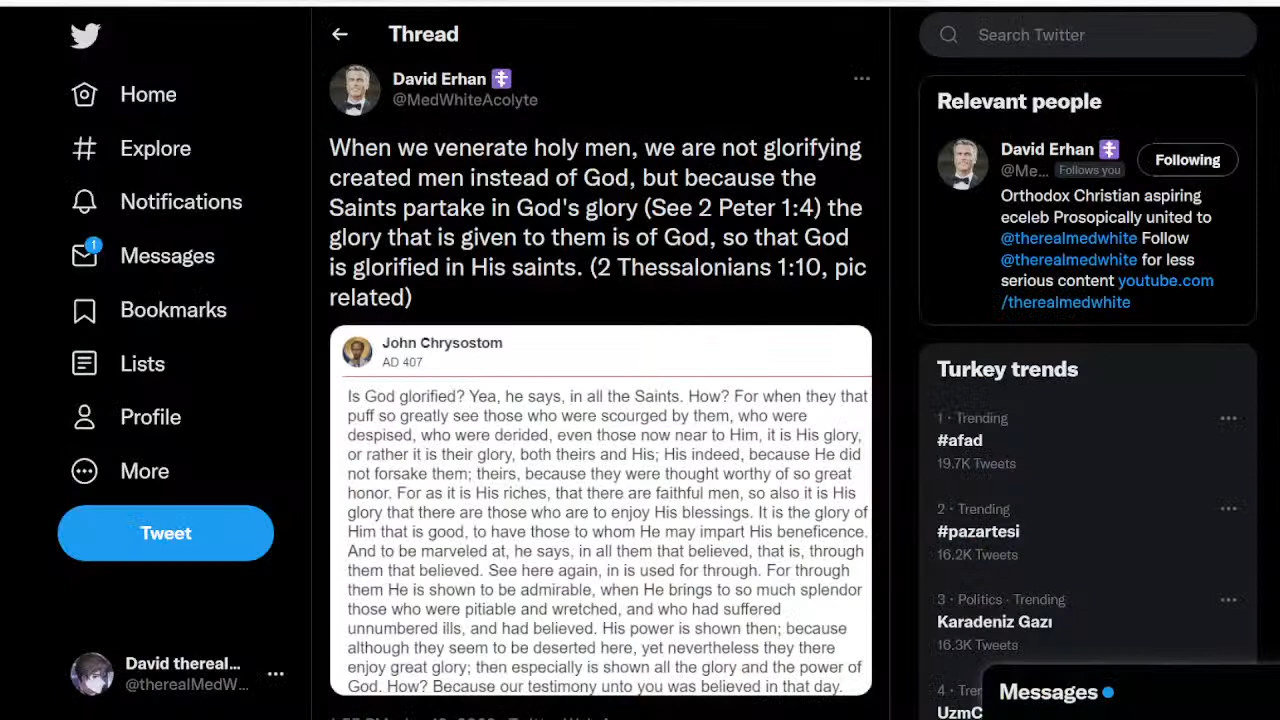 Home
Explore
Notifications
1
Messages
Bookmarks
Lists
Profile
More
Tweet
David thereal...
@therealMedW...
Thread
David Erhan
@MedWhiteAcolyte
When we venerate holy men, we are not glorifying
created men instead of God, but because the
Saints partake in God's glory (See 2 Peter 1:4) the
glory that is given to them is of God, so that God
is glorified in His saints. (2 Thessalonians 1:10, pic
related)
John Chrysostom
AD 407
Is God glorified? Yea, he says, in all the Saints. How? For when they that
puff so greatly see those who were scourged by them, who were
despised, who were derided, even those now near to Him, it is His glory,
or rather it is their glory, both theirs and His; His indeed, because He did
not forsake them; theirs, because they were thought worthy of so great
honor. For as it is His riches, that there are faithful men, so also it is His
glory that there are those who are to enjoy His blessings. It is the glory of
Him that is good, to have those to whom He may impart His beneficence.
And to be marveled at, he says, in all them that believed, that is, through
them that believed. See here again, in is used for through. For through
them He is shown to be admirable, when He brings to so much splendor
those who were pitiable and wretched, and who had suffered
unnumbered ills, and had believed. His power is shown then; because
although they seem to be deserted here, yet nevertheless they there
enjoy great glory; then especially is shown all the glory and the power of
God. How? Because our testimony unto you was believed in that day.
Search Twitter
Relevant people
David Erhan
Following
@Me... Follows you
Orthodox Christian aspiring
eceleb Prosopically united to
@therealmedwhite Follow
@therealmedwhite for less
serious content youtube.com
/therealmedwhite
Turkey trends
1 · Trending
#afad
19.7K Tweets
2 · Trending
#pazartesi
16.2K Tweets
3 · Politics · Trending
Karadeniz Gazı
16.3K Tweets
4 · Tre
UzmC
Messages